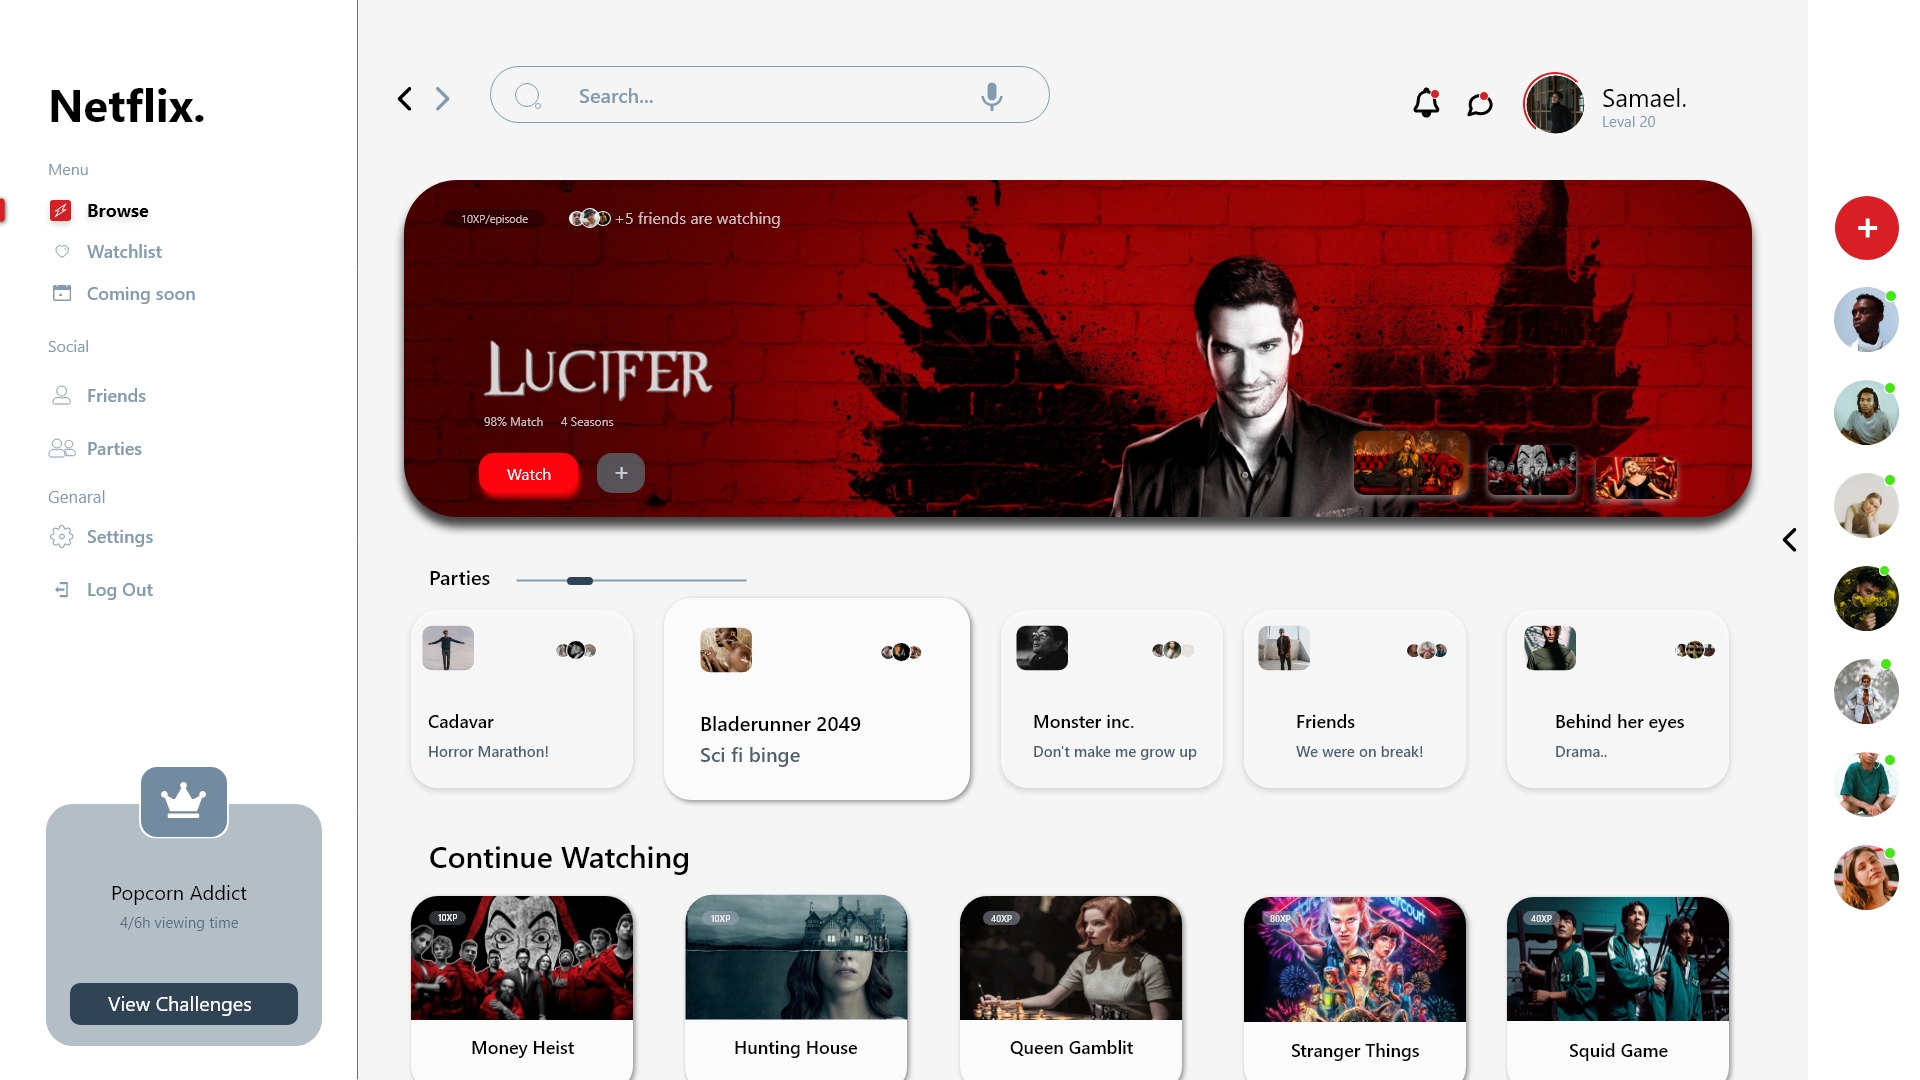 Netflix.
Menu
Browse
Watchlist
Coming soon
Social
Friends
Parties
Genaral
Settings
Log Out
Popcorn Addict
4/6h viewing time
View Challenges
Search...
Samael.
Leval 20
10XP/episode
+5 friends are watching
LUCIFER
98% Match 4 Seasons
Watch
+
+
Parties
Cadavar
Horror Marathon!
Bladerunner 2049
Sci fi binge
Monster inc.
Don't make me grow up
Friends
We were on break!
Behind her eyes
Drama..
Continue Watching
10XP
Money Heist
10XP
Hunting House
40XP
Queen Gamblit
80XP
Stranger Things
40XP
Squid Game